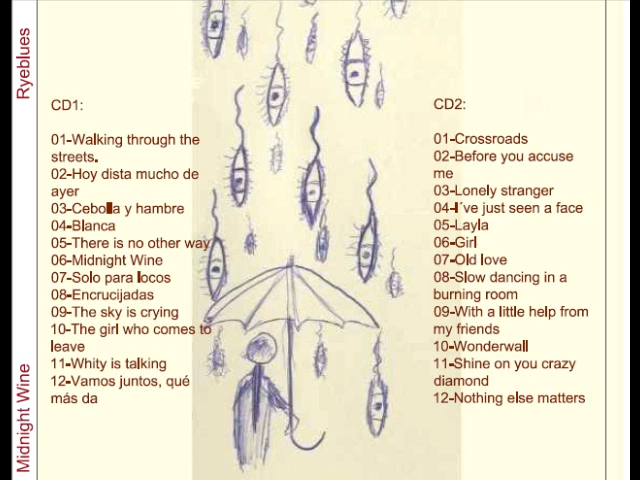 Ryeblues
Midnight Wine
CD1:
01-Walking through the
streets.
02-Hoy dista mucho de
ayer
03-Cebolla y hambre
04-Blanca
05-There is no other way
06-Midnight Wine
07-Solo para locos
08-Encrucijadas
09-The sky is crying
10-The girl who comes to
leave
11-Whity is talking
12-Vamos juntos, qué
más da
CD2:
01-Crossroads
02-Before you accuse
me
03-Lonely stranger
04-I´ve just seen a face
05-Layla
06-Girl
07-Old love
08-Slow dancing in a
burning room
09-With a little help from
my friends
10-Wonderwall
11-Shine on you crazy
diamond
12-Nothing else matters